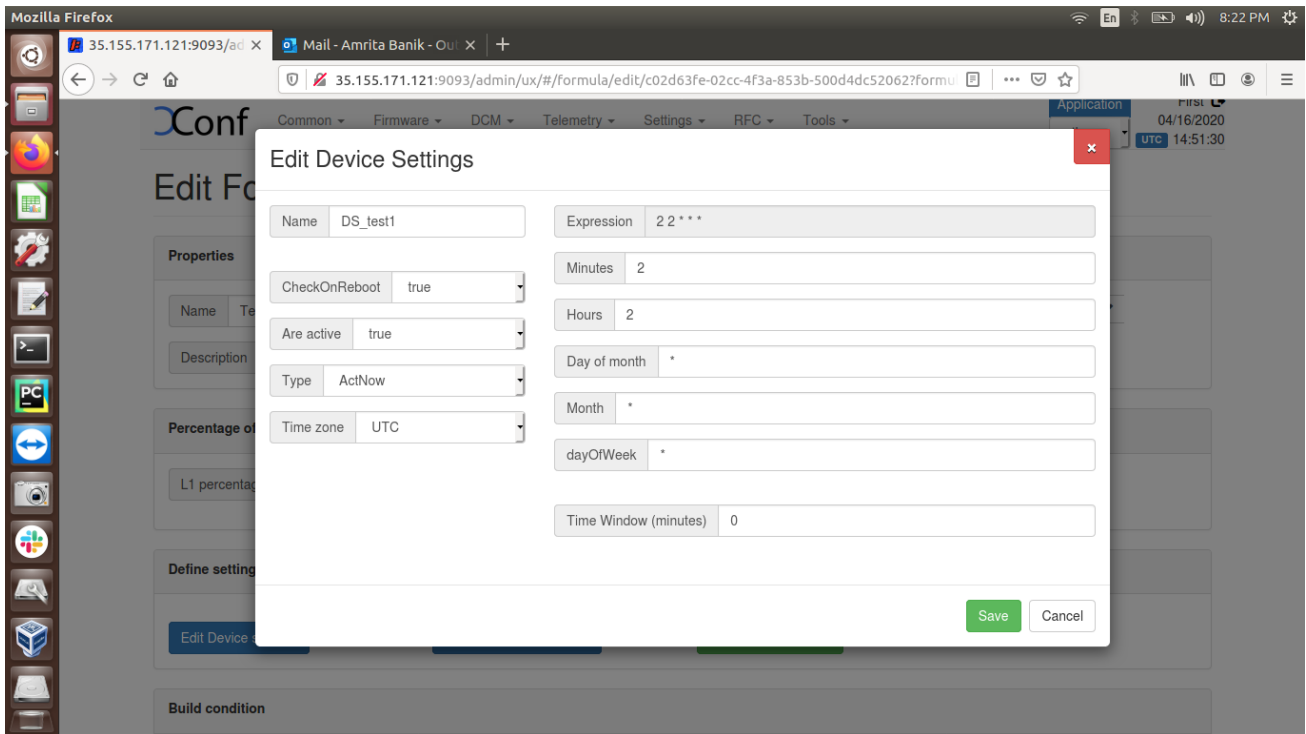 Mozilla Firefox
En
8:22 PM
35.155.171.121:9093/ad
Mail - Amrita Banik - Out
35.155.171.121:9093/admin/ux/#/formula/edit/c02d63fe-02cc-4f3a-853b-500d4dc52062?formu
XConf
Common
Firmware
DCM
Telemetry
Settings
RFC
Tools
Application
First
04/16/2020
UTC 14:51:30
Edit Fo
Edit Device Settings
x
Name DS_test1
Expression 2 2 * * *
Minutes 2
CheckOnReboot true
Hours 2
Are active true
Day of month *
Type ActNow
Month *
Time zone UTC
dayOfWeek *
Time Window (minutes) 0
Save
Cancel
Properties
Name Te
Description
Percentage of
L1 percentag
Define setting
Edit Device s
Build condition
PC